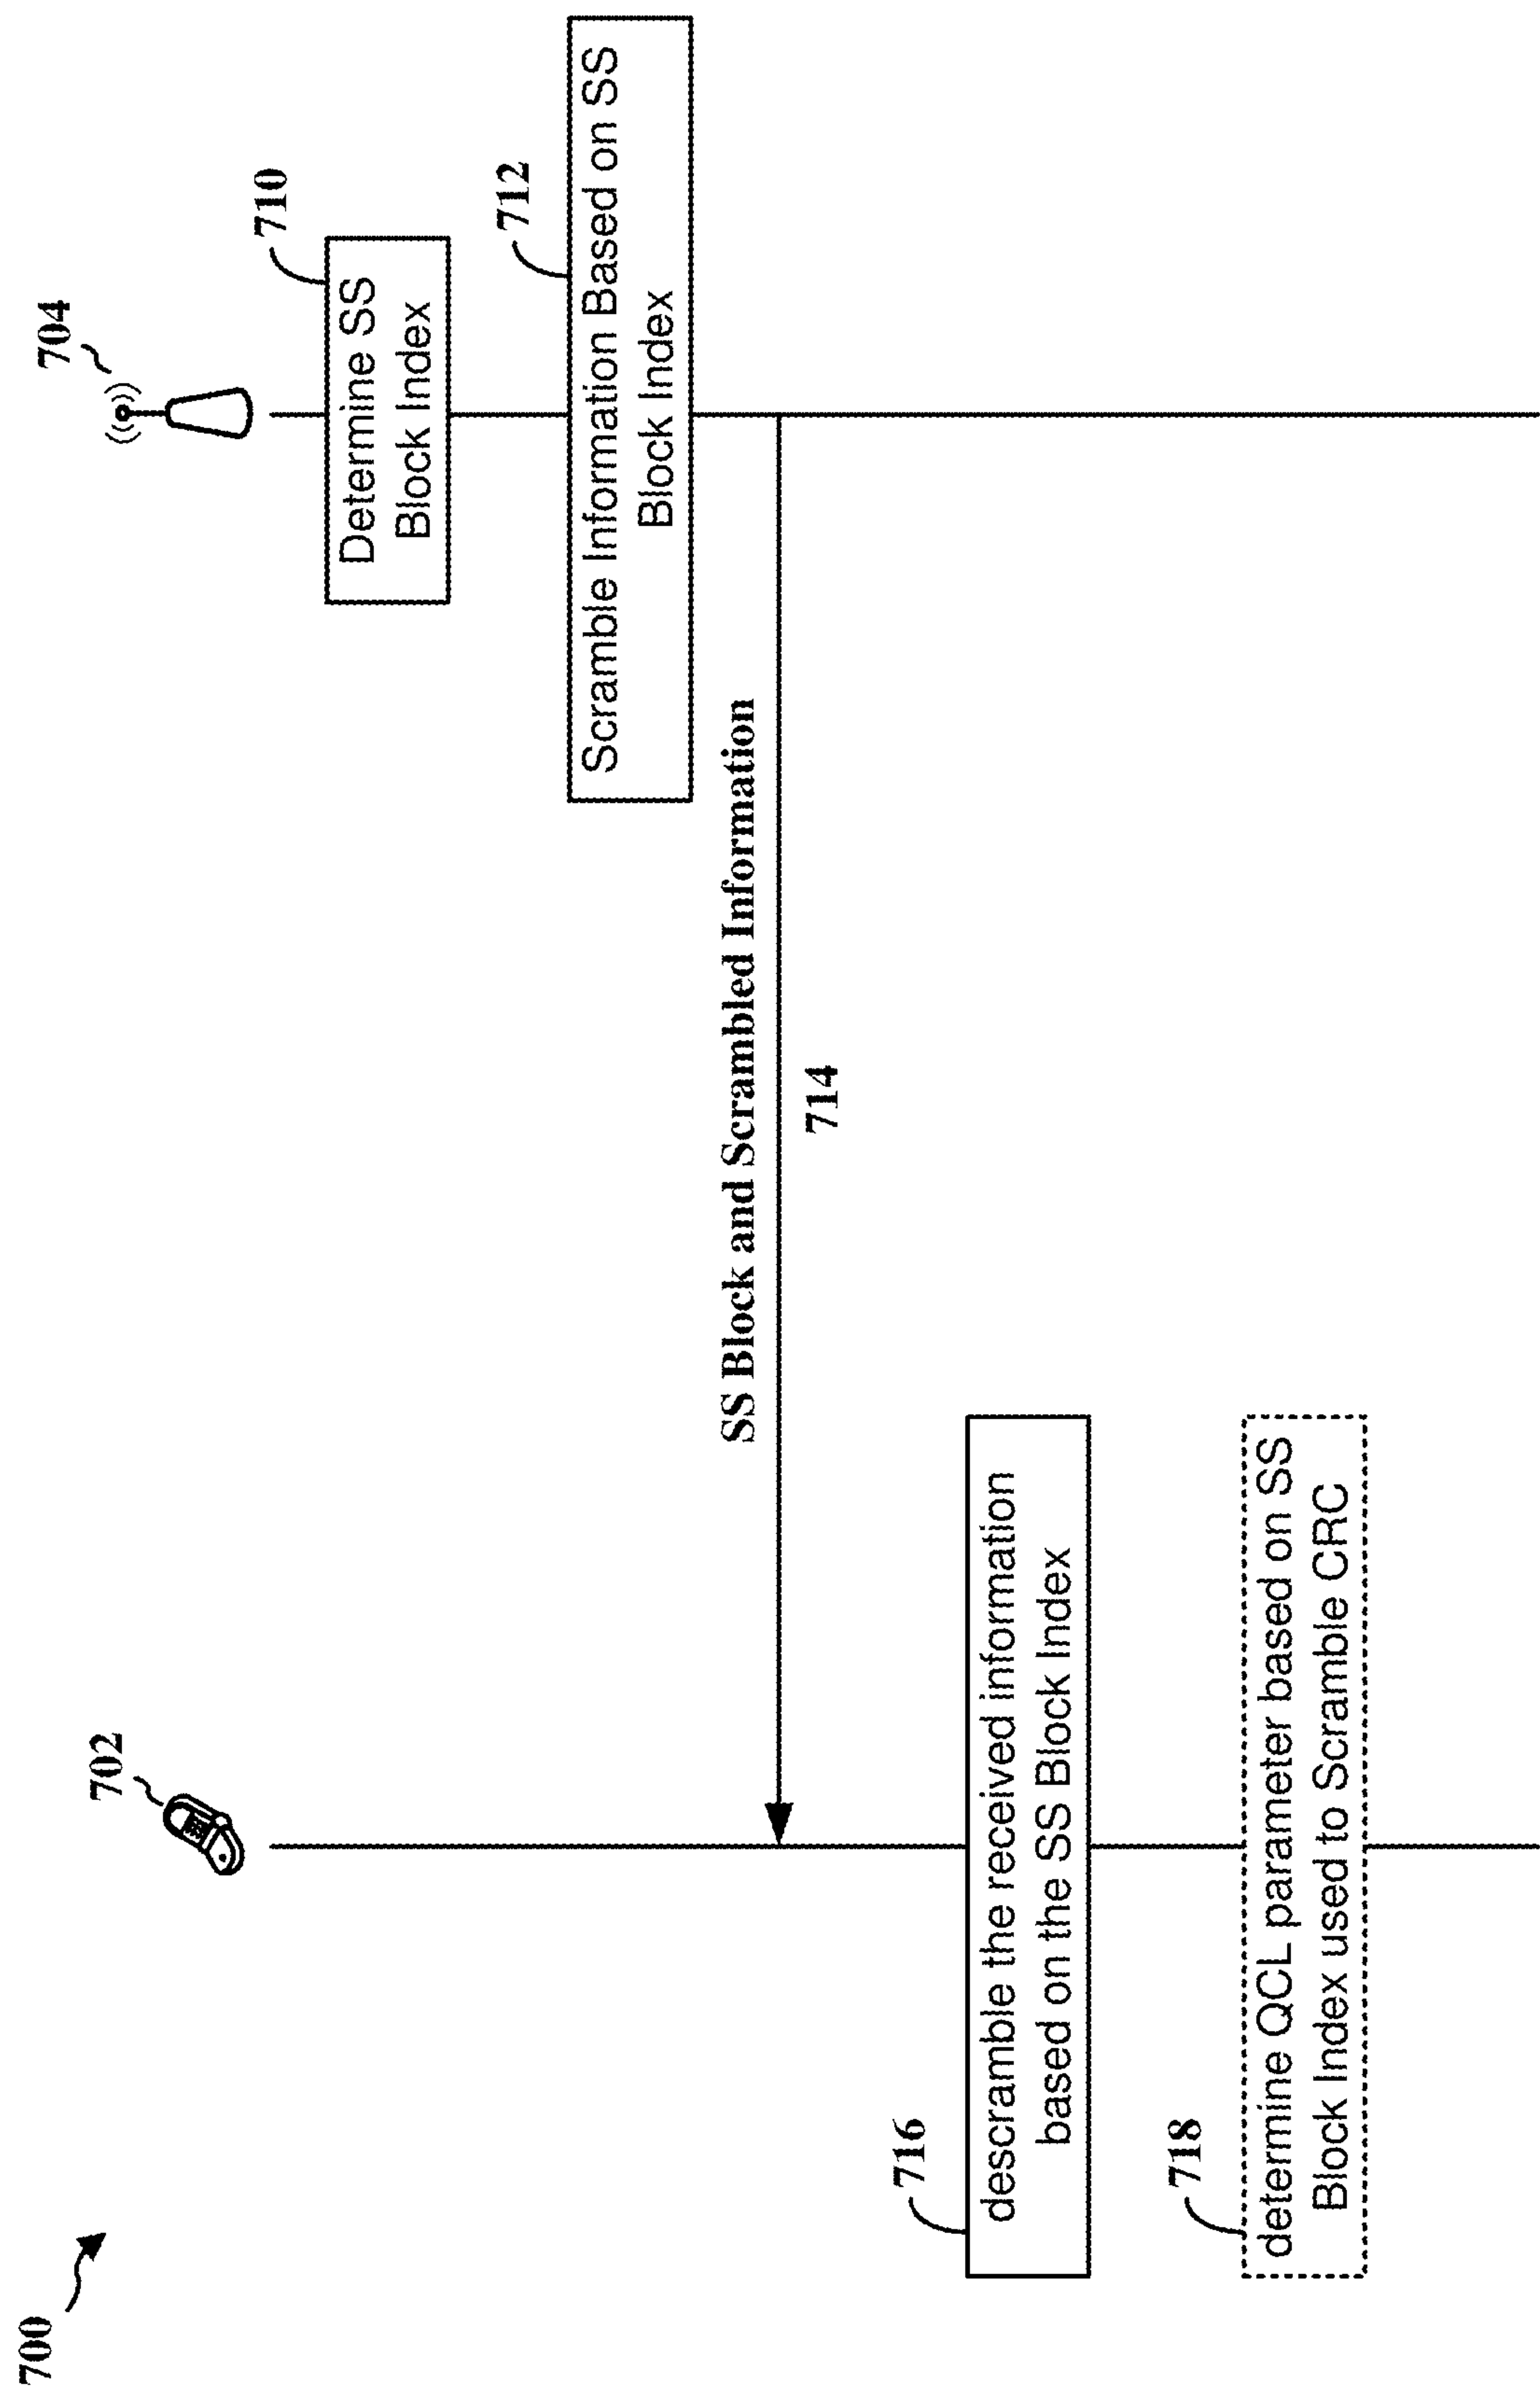 700
702
704
710
Determine SS
Block Index
712
Scramble Information Based on SS
Block Index
SS Block and Scrambled Information
714
716
descramble the received information
based on the SS Block Index
718
determine QCL parameter based on SS
Block Index used to Scramble CRC